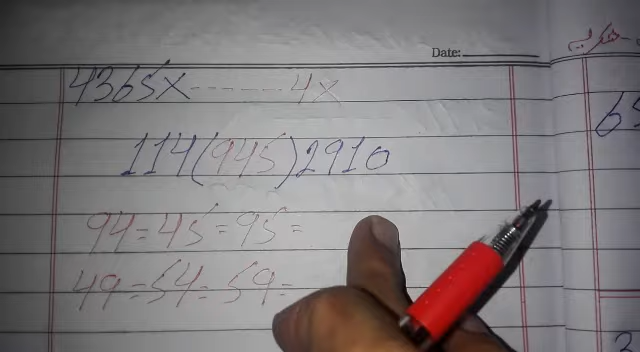 Date:
4365x------4x
114(945)2910
94=45=95=
49=54=59=